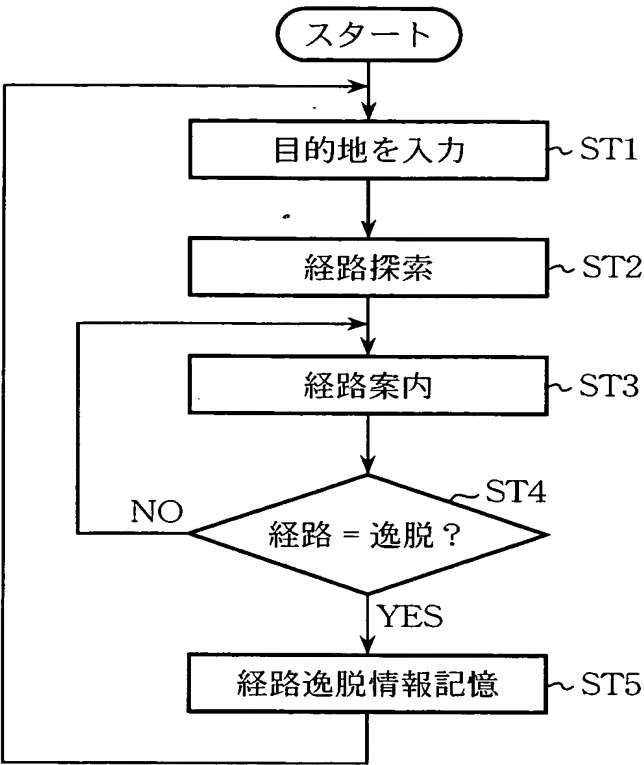 スタート
目的地を入力
ST1
経路探索
ST2
経路案内
ST3
ST4
NO
経路 = 逸脱 ?
YES
経路逸脱情報記憶
ST5